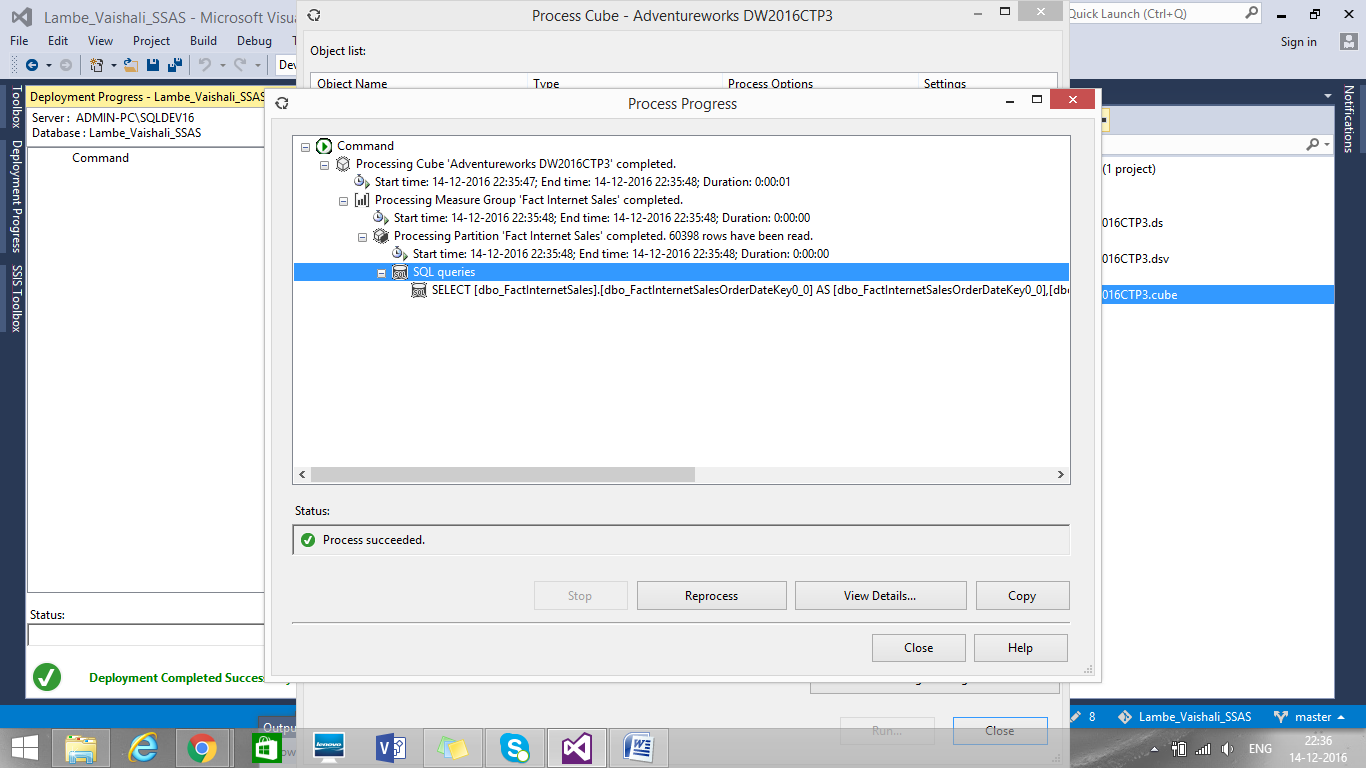 Lambe_Vaishali_SSAS - Microsoft Visu
Process Cube - Adventureworks DW2016CTP3
Quick Launch (Ctrl+Q)
File Edit View Project Build Debug
Sign in
Object list:
Object Name Type Process Options Settings
Toolbox
Deployment Progress
SSIS Toolbox
Deployment Progress - Lambe_Vaishali_SSAS
Server : ADMIN-PC\SQLDEV16
Database : Lambe_Vaishali_SSAS
Command
Process Progress
Command
Processing Cube 'Adventureworks DW2016CTP3' completed.
Start time: 14-12-2016 22:35:47; End time: 14-12-2016 22:35:48; Duration: 0:00:01
Processing Measure Group 'Fact Internet Sales' completed.
Start time: 14-12-2016 22:35:48; End time: 14-12-2016 22:35:48; Duration: 0:00:00
Processing Partition 'Fact Internet Sales' completed. 60398 rows have been read.
Start time: 14-12-2016 22:35:48; End time: 14-12-2016 22:35:48; Duration: 0:00:00
SQL queries
SELECT [dbo_FactInternetSales].[dbo_FactInternetSalesOrderDateKey0_0] AS [dbo_FactInternetSalesOrderDateKey0_0],[dbo
Status:
Process succeeded.
Stop Reprocess View Details... Copy
Close Help
(1 project)
016CTP3.ds
016CTP3.dsv
016CTP3.cube
Notifications
Status:
Deployment Completed Succes
Run... Close
Outpu
8 Lambe_Vaishali_SSAS master
lenovo
ENG
22:36
14-12-2016